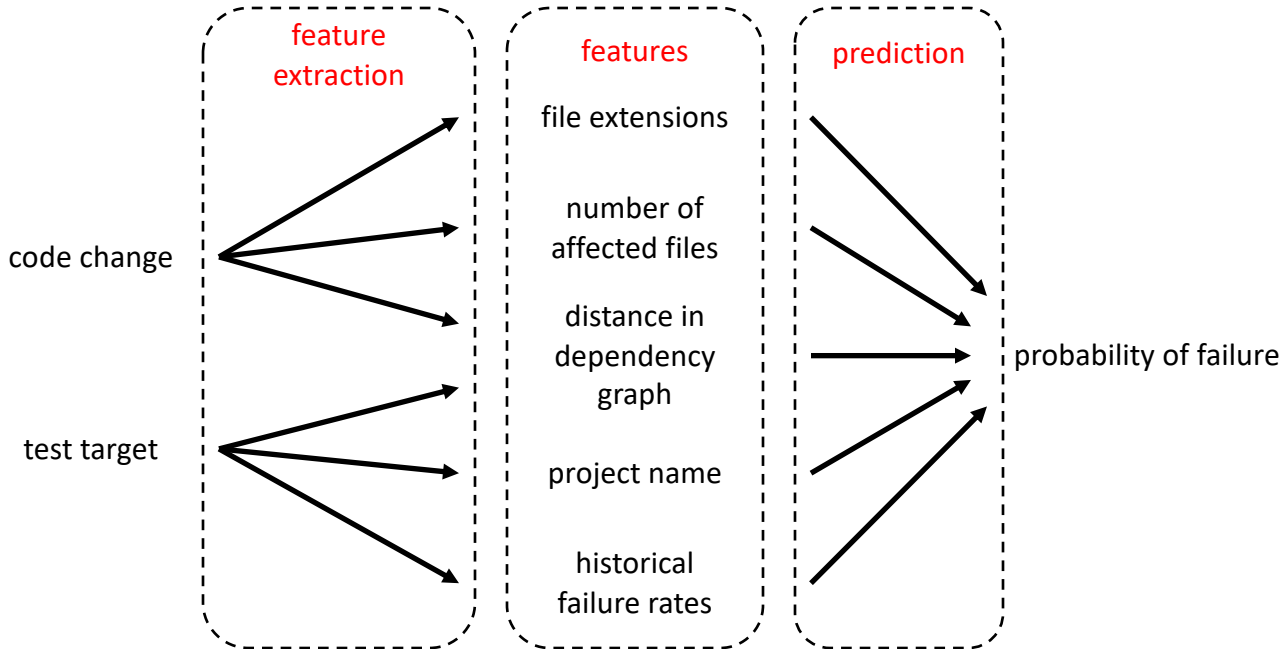 feature
extraction
features
prediction
file extensions
number of
affected files
code change
distance in
dependency
graph
probability of failure
test target
project name
historical
failure rates